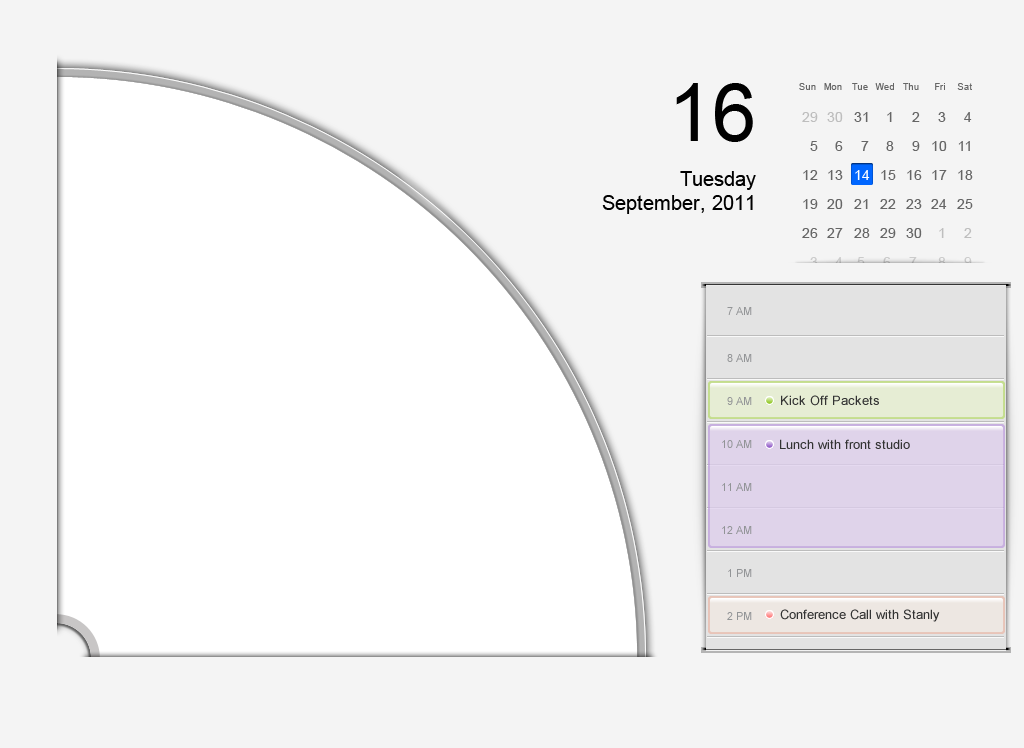 16
Tuesday
September, 2011
Sun Mon Tue Wed Thu Fri Sat
29 30 31 1 2 3 4
5 6 7 8 9 10 11
12 13 14 15 16 17 18
19 20 21 22 23 24 25
26 27 28 29 30 1 2
3 4 5 6 7 8 9
7 AM
8 AM
9 AM Kick Off Packets
10 AM Lunch with front studio
11 AM
12 AM
1 PM
2 PM Conference Call with Stanly